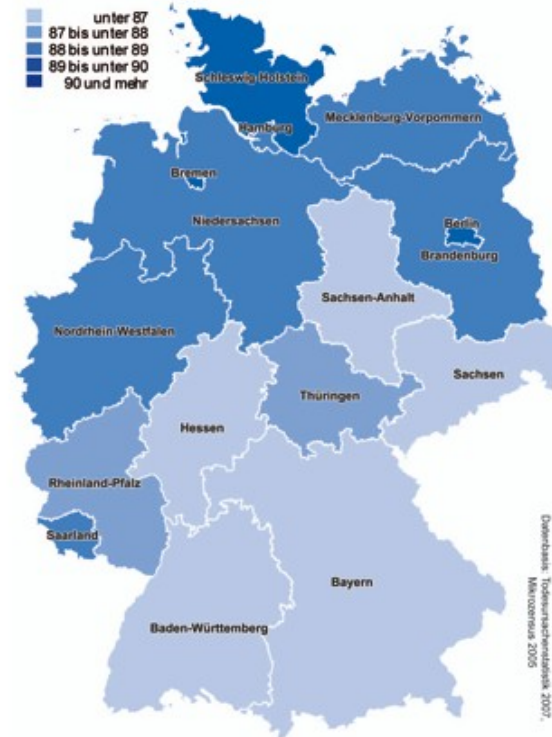 unter 87
87 bis unter 88
88 bis unter 89
89 bis unter 90
90 und mehr
Schleswig-Holstein
Hamburg
Mecklenburg-Vorpommern
Bremen
Niedersachsen
Berlin
Brandenburg
Sachsen-Anhalt
Nordrhein-Westfalen
Sachsen
Thüringen
Hessen
Rheinland-Pfalz
Saarland
Bayern
Baden-Württemberg
Datenbasis: Todesursachenstatistik 2007,
Mikrozensus 2005